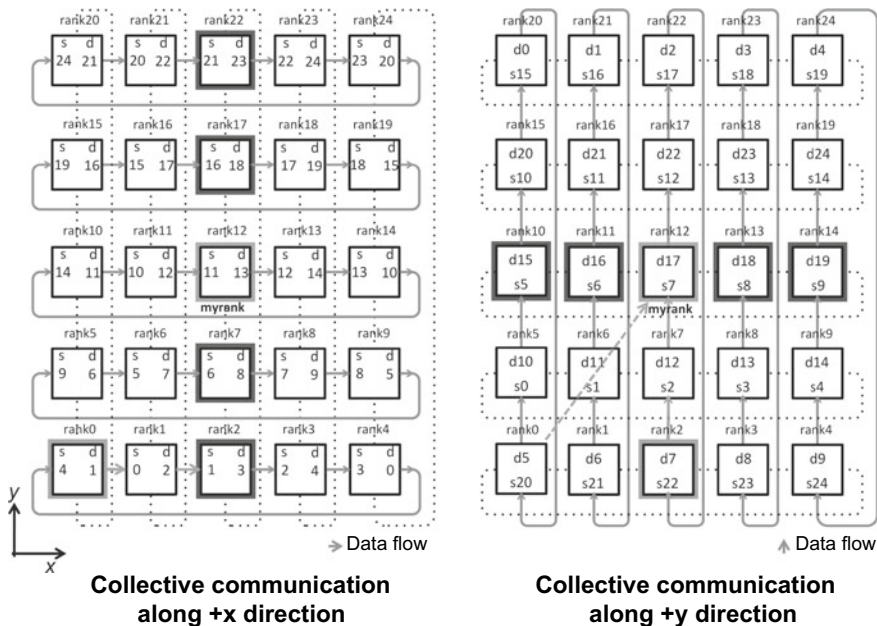 rank20 rank21 rank22 rank23 rank24
s d s d s d s d s d
24 21 20 22 21 23 22 24 23 20
rank15 rank16 rank17 rank18 rank19
s d s d s d s d s d
19 16 15 17 16 18 17 19 18 15
rank10 rank11 rank12 rank13 rank14
s d s d s d s d s d
14 11 10 12 11 13 12 14 13 10
myrank
rank5 rank6 rank7 rank8 rank9
s d s d s d s d s d
9 6 5 7 6 8 7 9 8 5
rank0 rank1 rank2 rank3 rank4
s d s d s d s d s d
4 1 0 2 1 3 2 4 3 0
y
x
Data flow
Collective communication
along +x direction
rank20 rank21 rank22 rank23 rank24
d0 d1 d2 d3 d4
s15 s16 s17 s18 s19
rank15 rank16 rank17 rank18 rank19
d20 d21 d22 d23 d24
s10 s11 s12 s13 s14
rank10 rank11 rank12 rank13 rank14
d15 d16 d17 d18 d19
s5 s6 s7 s8 s9
myrank
rank5 rank6 rank7 rank8 rank9
d10 d11 d12 d13 d14
s0 s1 s2 s3 s4
rank0 rank1 rank2 rank3 rank4
d5 d6 d7 d8 d9
s20 s21 s22 s23 s24
Data flow
Collective communication
along +y direction